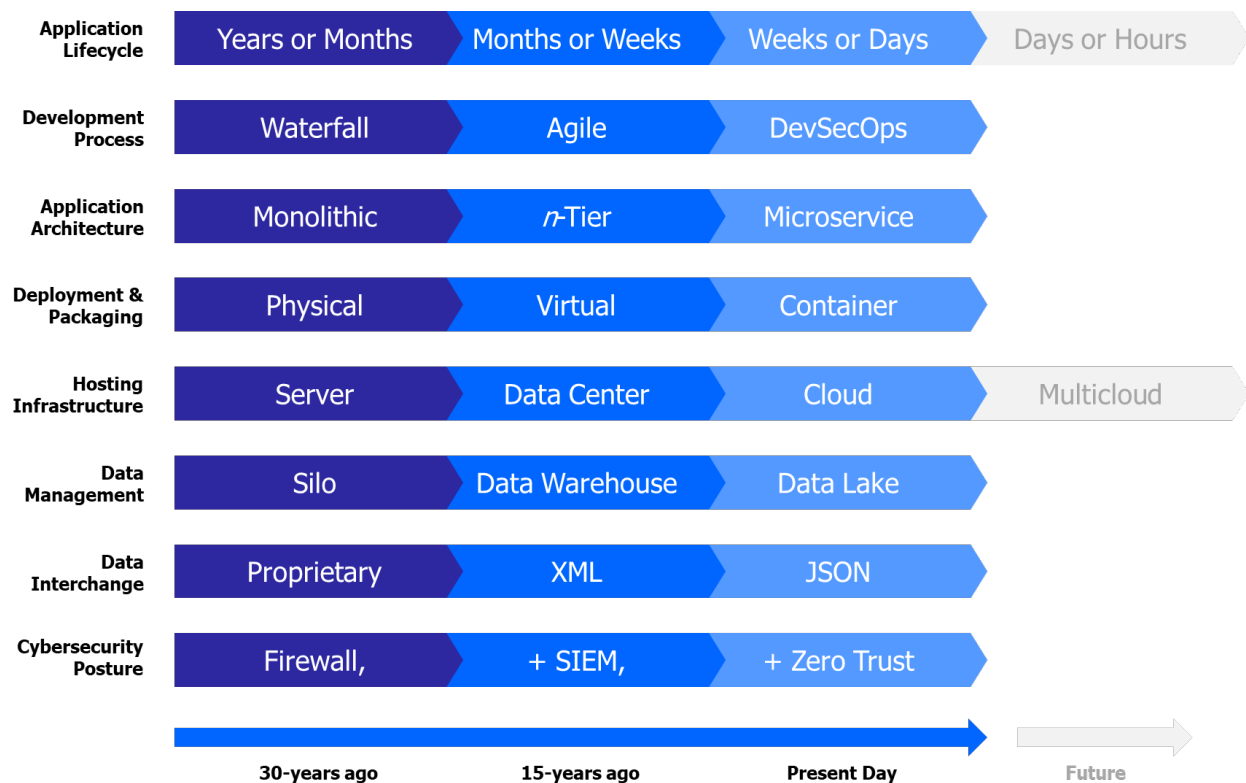 Application
Lifecycle
Years or Months
Months or Weeks
Weeks or Days
Days or Hours
Development
Process
Waterfall
Agile
DevSecOps
Application
Architecture
Monolithic
n-Tier
Microservice
Deployment &
Packaging
Physical
Virtual
Container
Hosting
Infrastructure
Server
Data Center
Cloud
Multicloud
Data
Management
Silo
Data Warehouse
Data Lake
Data
Interchange
Proprietary
XML
JSON
Cybersecurity
Posture
Firewall,
+ SIEM,
+ Zero Trust
30-years ago
15-years ago
Present Day
Future